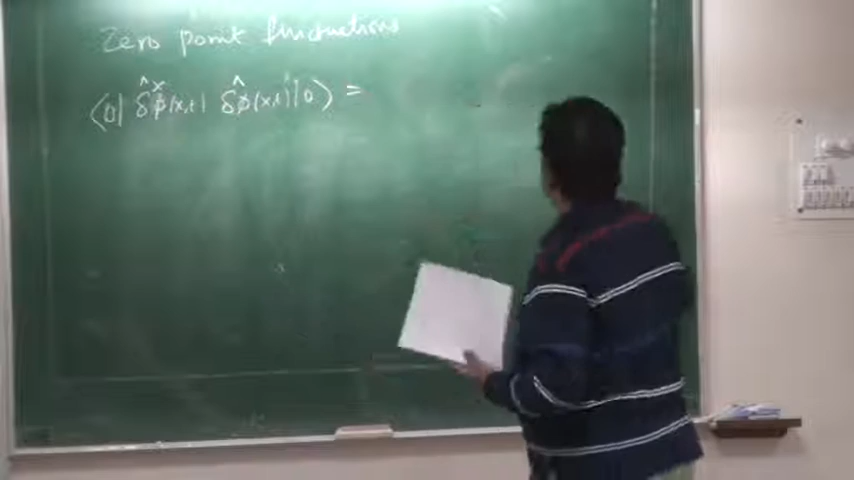 Zero point fluctuations
⟨0| δϕ̂*(x,t) δϕ̂(x,t) |0⟩ =